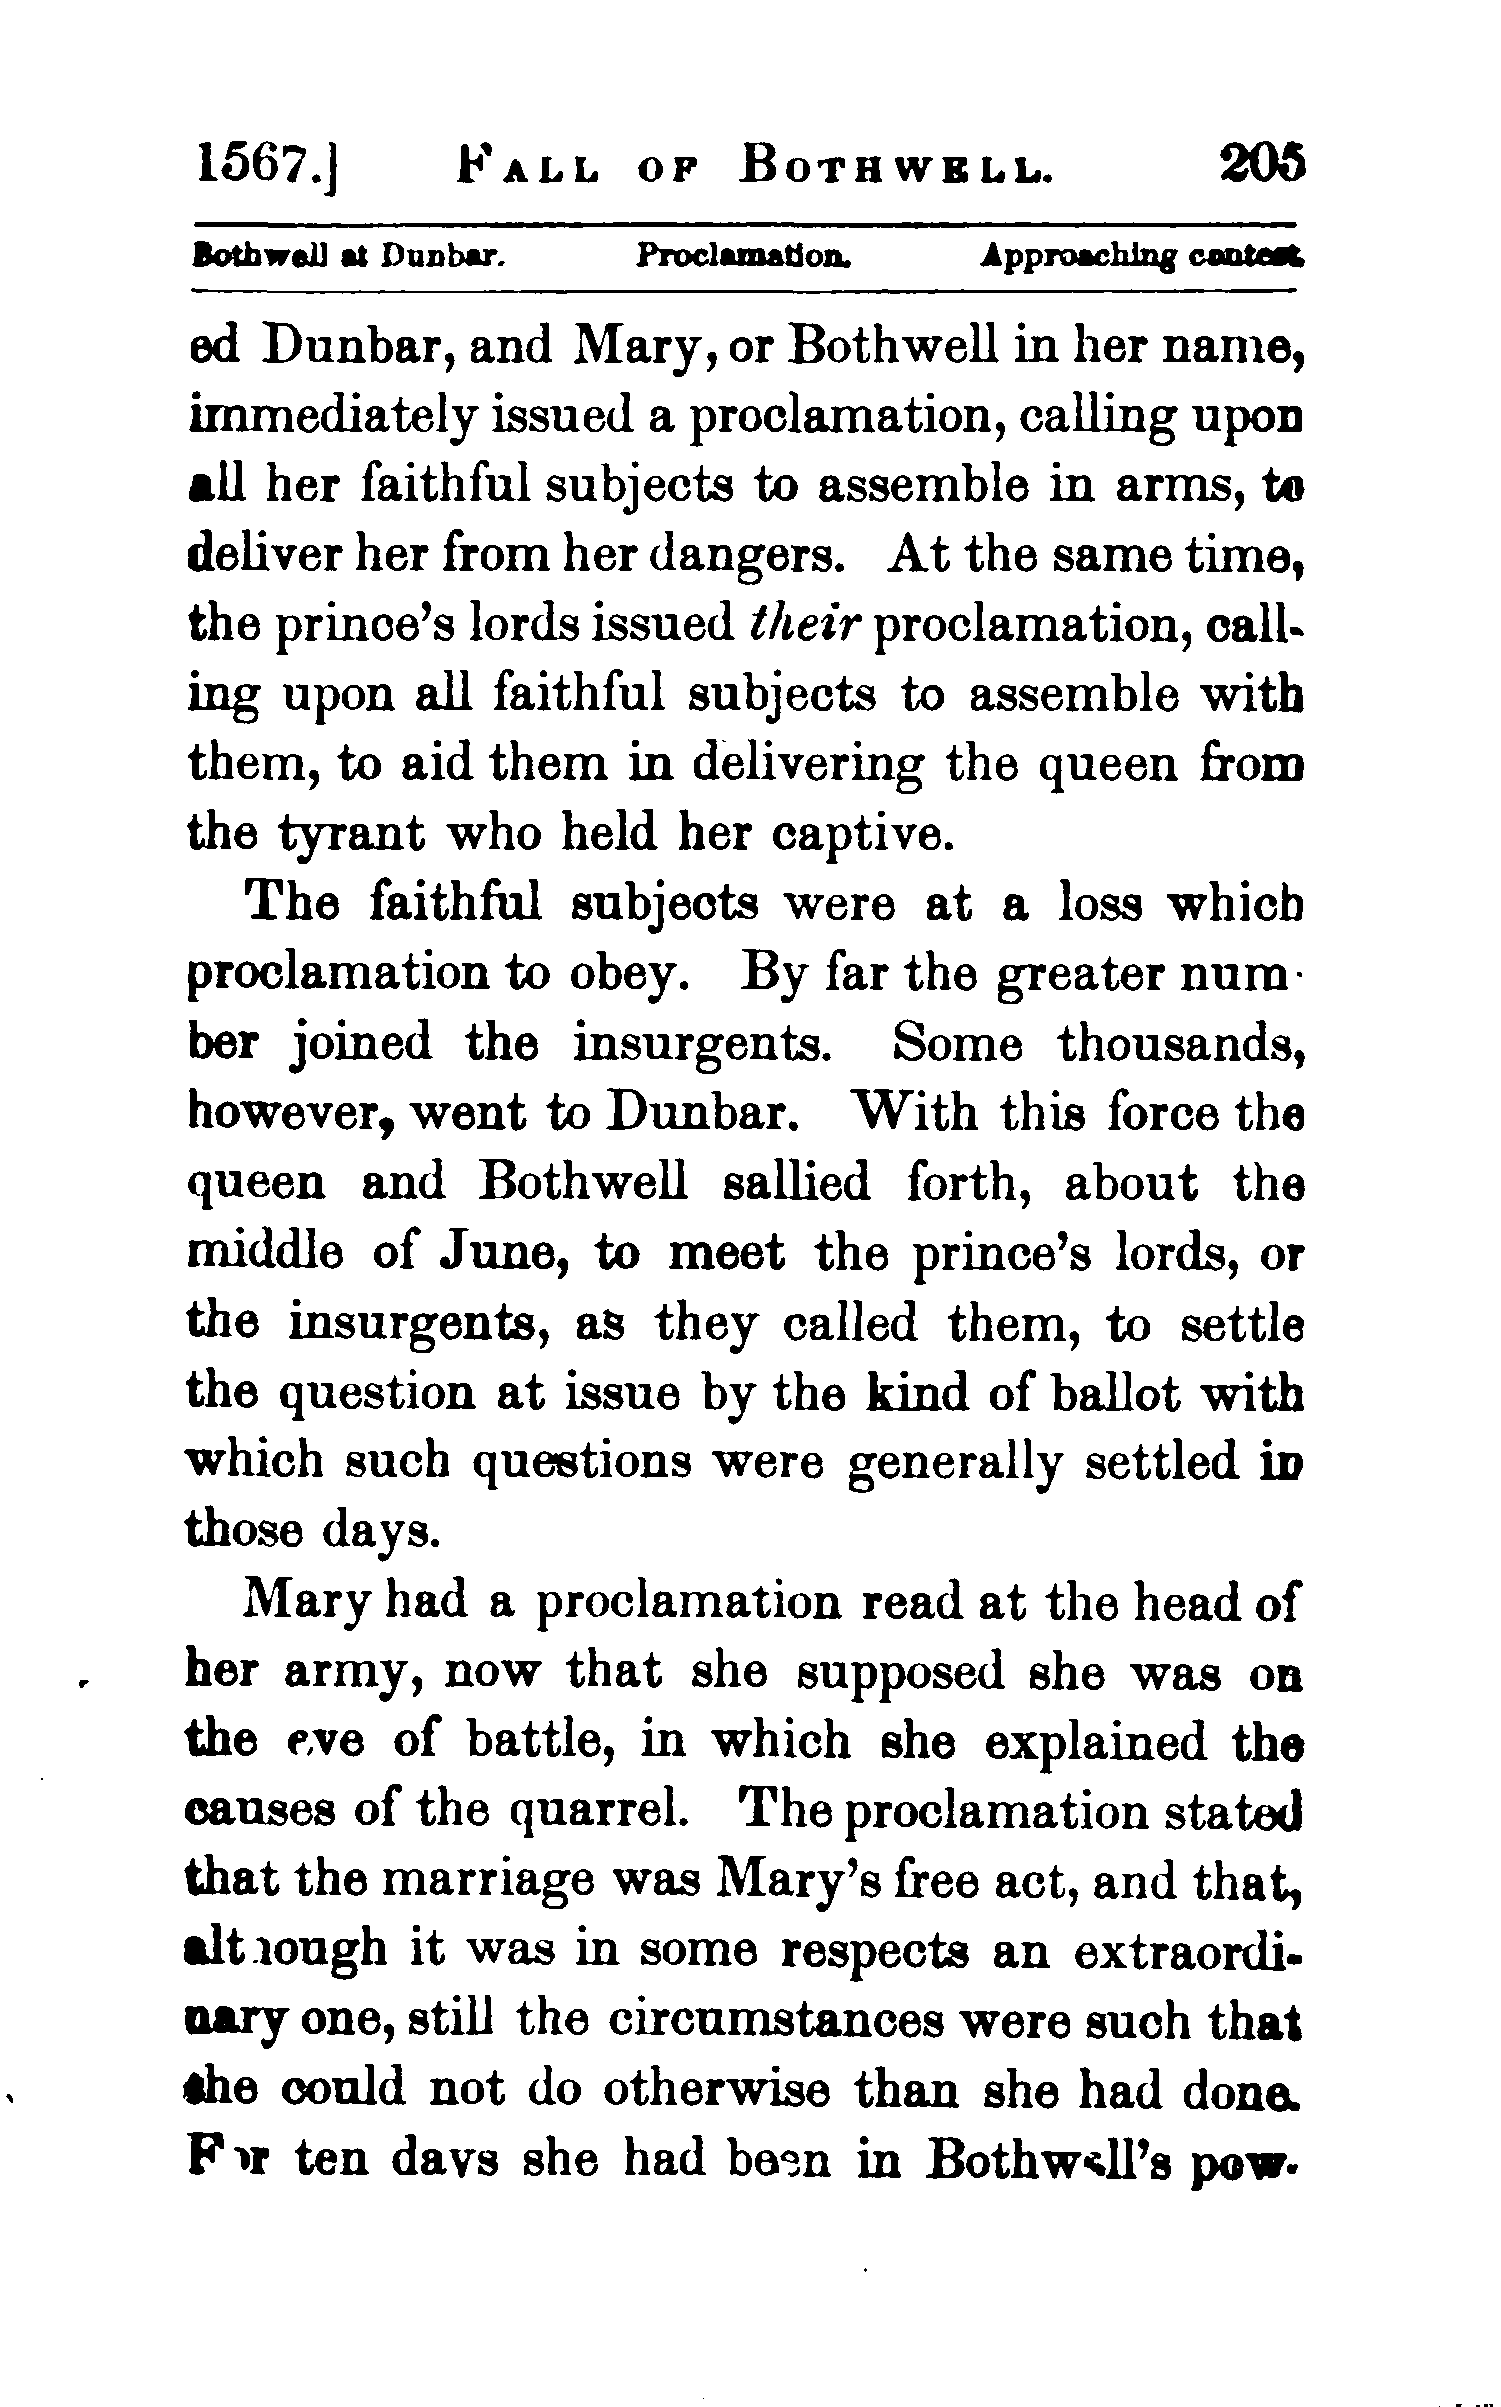 1567.] FALL OF BOTHWELL. 205
Bothwell at Dunbar. Proclamation. Approaching contest.
ed Dunbar, and Mary, or Bothwell in her name,
immediately issued a proclamation, calling upon
all her faithful subjects to assemble in arms, to
deliver her from her dangers. At the same time,
the prince's lords issued their proclamation, call-
ing upon all faithful subjects to assemble with
them, to aid them in delivering the queen from
the tyrant who held her captive.
The faithful subjects were at a loss which
proclamation to obey. By far the greater num-
ber joined the insurgents. Some thousands,
however, went to Dunbar. With this force the
queen and Bothwell sallied forth, about the
middle of June, to meet the prince's lords, or
the insurgents, as they called them, to settle
the question at issue by the kind of ballot with
which such questions were generally settled in
those days.
Mary had a proclamation read at the head of
her army, now that she supposed she was on
the eve of battle, in which she explained the
causes of the quarrel. The proclamation stated
that the marriage was Mary's free act, and that,
although it was in some respects an extraordi-
nary one, still the circumstances were such that
she could not do otherwise than she had done.
For ten days she had been in Bothwell's pow-